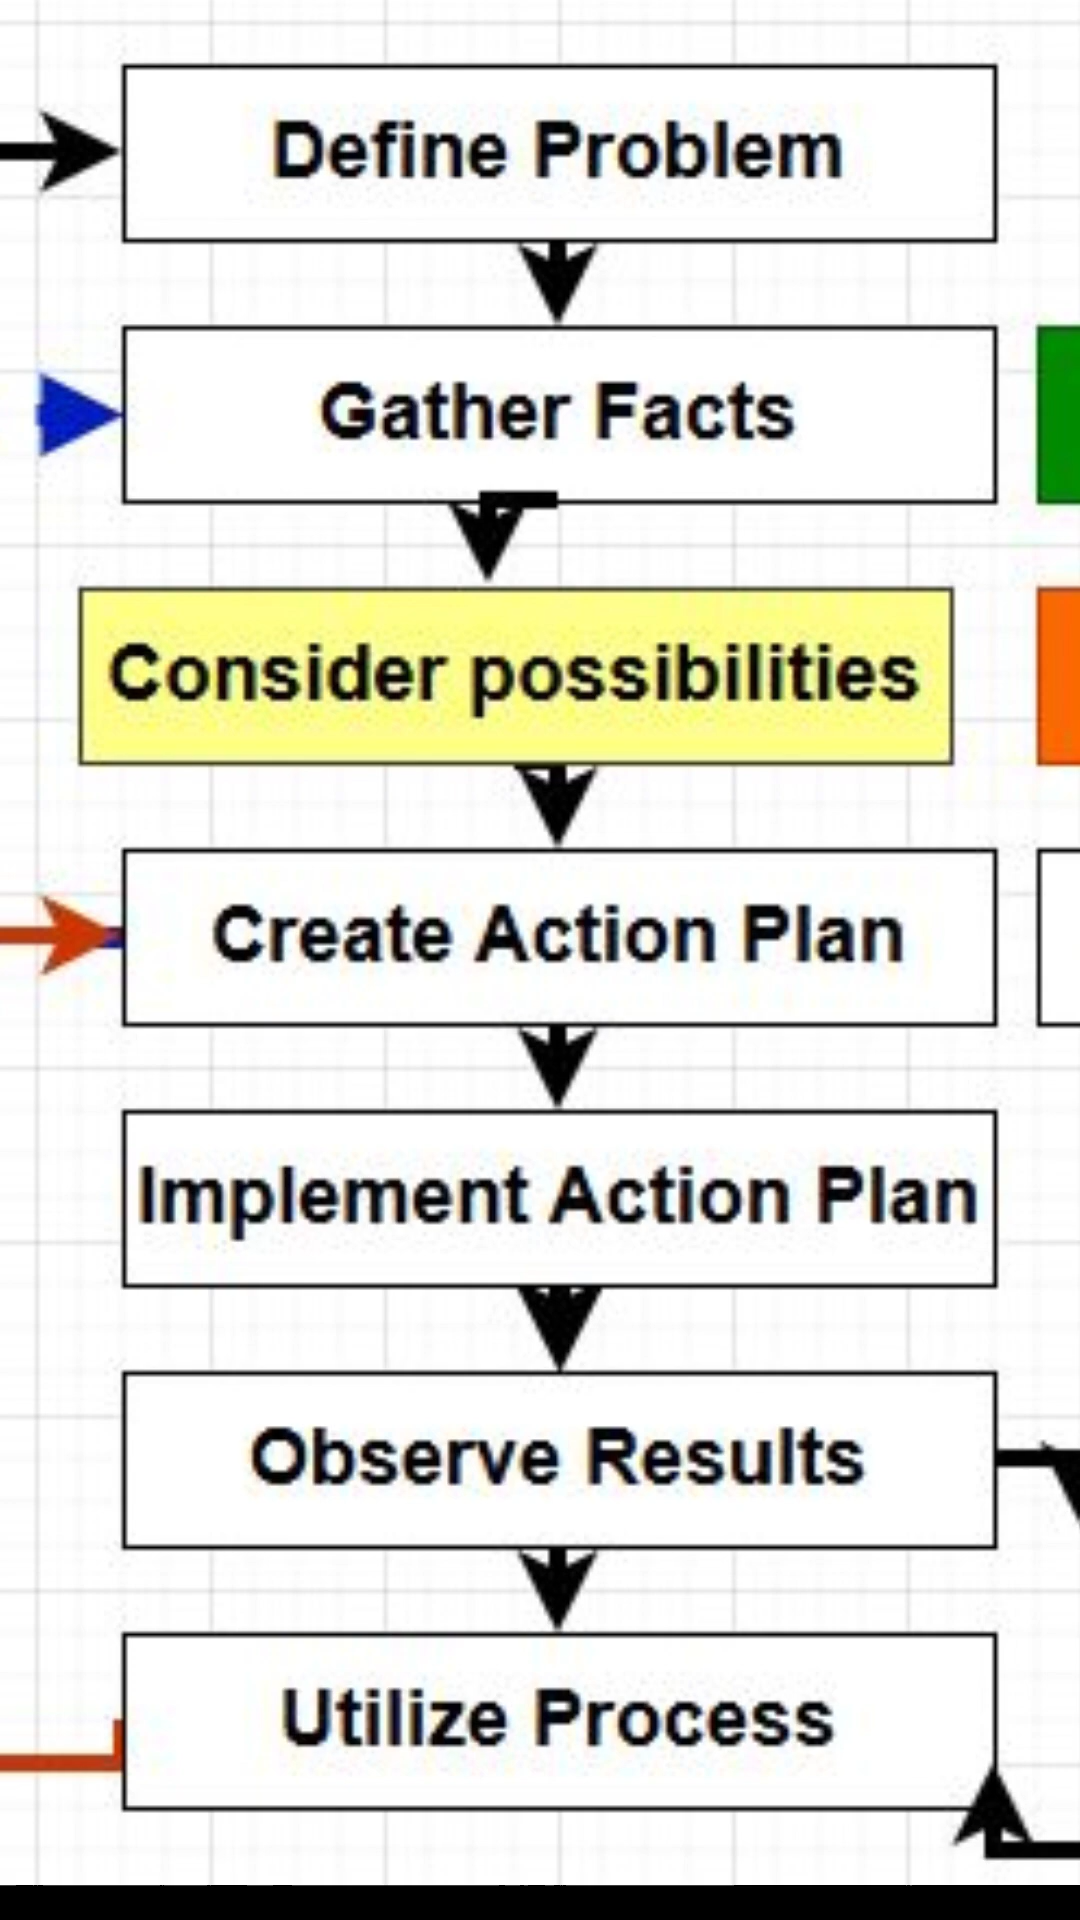 Define Problem
Gather Facts
Consider possibilities
Create Action Plan
Implement Action Plan
Observe Results
Utilize Process